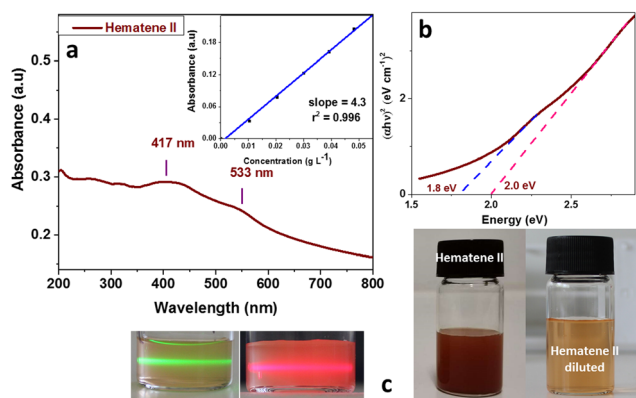 Hematene II
a
Absorbance (a.u)
0.5
0.4
0.3
0.2
200 300 400 500 600 700 800
Wavelength (nm)
417 nm
533 nm
Absorbance (a.u)
0.18
0.12
0.06
0.00
0.00 0.01 0.02 0.03 0.04 0.05
Concentration (g L⁻¹)
slope = 4.3
r² = 0.996
b
(αhν)² (eV cm⁻¹)²
4
2
0
2.0 2.5
Energy (eV)
1.8 eV
2.0 eV
c
Hematene II
Hematene II
diluted